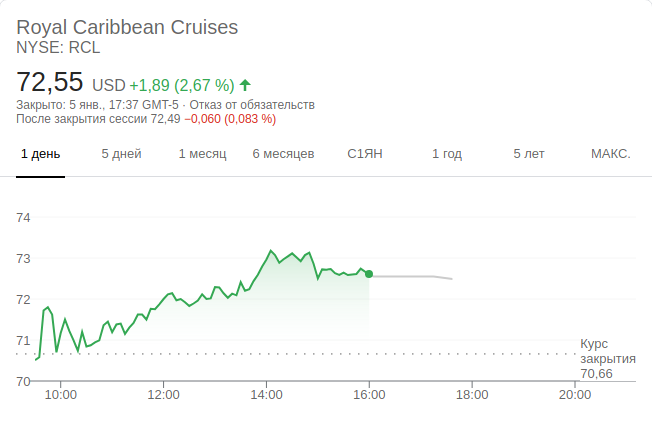 Royal Caribbean Cruises
NYSE: RCL
72,55 USD +1,89 (2,67 %)
Закрыто: 5 янв., 17:37 GMT-5 · Отказ от обязательств
После закрытия сессии 72,49 −0,060 (0,083 %)
1 день 5 дней 1 месяц 6 месяцев С1ЯН 1 год 5 лет МАКС.
74
73
72
71
Курс
закрытия
70,66
70
10:00 12:00 14:00 16:00 18:00 20:00